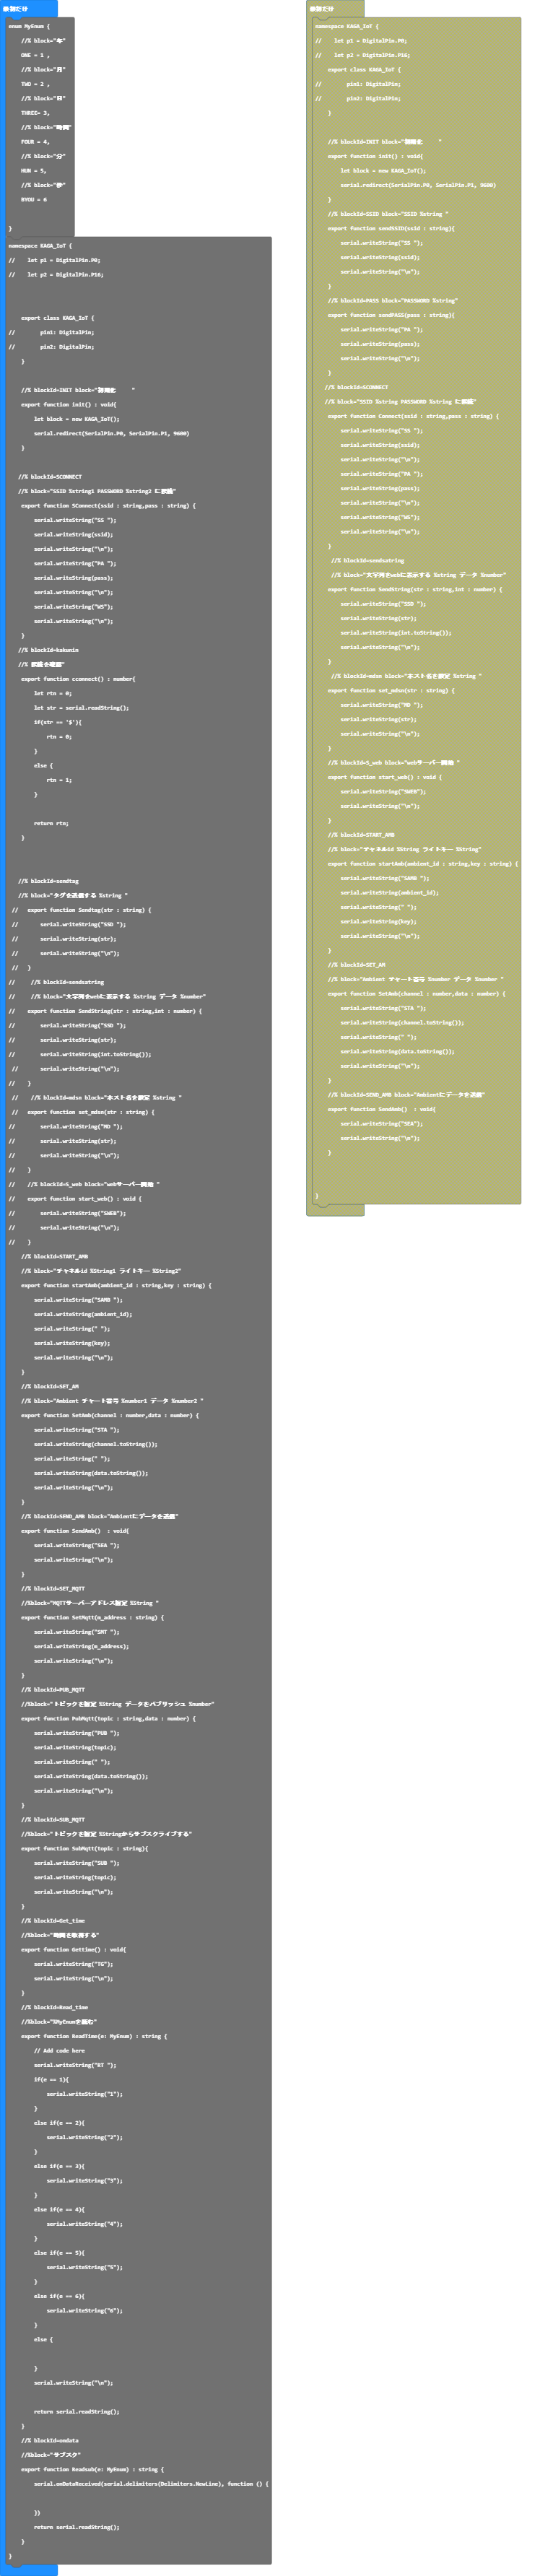 最初だけ
enum MyEnum {
//% block="年"
ONE = 1 ,
//% block="月"
TWO = 2 ,
//% block="日"
THREE= 3,
//% block="時間"
FOUR = 4,
//% block="分"
HUN = 5,
//% block="秒"
BYOU = 6
}
namespace KAGA_IoT {
//    let p1 = DigitalPin.P0;
//    let p2 = DigitalPin.P16;
export class KAGA_IoT {
//        pin1: DigitalPin;
//        pin2: DigitalPin;
}
//% blockId=INIT block="初期化     "
export function init() : void{
let block = new KAGA_IoT();
serial.redirect(SerialPin.P0, SerialPin.P1, 9600)
}
//% blockId=SCONNECT
//% block="SSID %string1 PASSWORD %string2 に接続"
export function SConnect(ssid : string,pass : string) {
serial.writeString("SS ");
serial.writeString(ssid);
serial.writeString("\n");
serial.writeString("PA ");
serial.writeString(pass);
serial.writeString("\n");
serial.writeString("WS");
serial.writeString("\n");
}
//% blockId=kakunin
//% 接続を確認"
export function cconnect() : number{
let rtn = 0;
let str = serial.readString();
if(str == '$'){
rtn = 0;
}
else {
rtn = 1;
}
return rtn;
}
//% blockId=sendtag
//% block="タグを送信する %string "
//   export function Sendtag(str : string) {
//       serial.writeString("SSD ");
//       serial.writeString(str);
//       serial.writeString("\n");
//   }
//     //% blockId=sendsatring
//     //% block="文字列をwebに表示する %string データ %number"
//    export function SendString(str : string,int : number) {
//        serial.writeString("SSD ");
//        serial.writeString(str);
//        serial.writeString(int.toString());
//        serial.writeString("\n");
//    }
//    //% blockId=mdsn block="ホスト名を設定 %string "
//   export function set_mdsn(str : string) {
//        serial.writeString("MD ");
//        serial.writeString(str);
//        serial.writeString("\n");
//    }
//    //% blockId=S_web block="webサーバー開始 "
//    export function start_web() : void {
//        serial.writeString("SWEB");
//        serial.writeString("\n");
//    }
//% blockId=START_AMB
//% block="チャネルid %String1 ライトキー %String2"
export function startAmb(ambient_id : string,key : string) {
serial.writeString("SAMB ");
serial.writeString(ambient_id);
serial.writeString(" ");
serial.writeString(key);
serial.writeString("\n");
}
//% blockId=SET_AM
//% block="Ambient チャート番号 %number1 データ %number2 "
export function SetAmb(channel : number,data : number) {
serial.writeString("STA ");
serial.writeString(channel.toString());
serial.writeString(" ");
serial.writeString(data.toString());
serial.writeString("\n");
}
//% blockId=SEND_AMB block="Ambientにデータを送信"
export function SendAmb()  : void{
serial.writeString("SEA ");
serial.writeString("\n");
}
//% blockId=SET_MQTT
//%block="MQTTサーバーアドレス指定 %String "
export function SetMqtt(m_address : string) {
serial.writeString("SMT ");
serial.writeString(m_address);
serial.writeString("\n");
}
//% blockId=PUB_MQTT
//%block="トピックを指定 %String データをパブリッシュ %number"
export function PubMqtt(topic : string,data : number) {
serial.writeString("PUB ");
serial.writeString(topic);
serial.writeString(" ");
serial.writeString(data.toString());
serial.writeString("\n");
}
//% blockId=SUB_MQTT
//%block="トピックを指定 %Stringからサブスクライブする"
export function SubMqtt(topic : string){
serial.writeString("SUB ");
serial.writeString(topic);
serial.writeString("\n");
}
//% blockId=Get_time
//%block="時間を取得する"
export function Gettime() : void{
serial.writeString("TG");
serial.writeString("\n");
}
//% blockId=Read_time
//%block="%MyEnumを読む"
export function ReadTime(e: MyEnum) : string {
// Add code here
serial.writeString("RT ");
if(e == 1){
serial.writeString("1");
}
else if(e == 2){
serial.writeString("2");
}
else if(e == 3){
serial.writeString("3");
}
else if(e == 4){
serial.writeString("4");
}
else if(e == 5){
serial.writeString("5");
}
else if(e == 6){
serial.writeString("6");
}
else {
}
serial.writeString("\n");
return serial.readString();
}
//% blockId=omdata
//%block="サブスク"
export function Readsub(e: MyEnum) : string {
serial.onDataReceived(serial.delimiters(Delimiters.NewLine), function () {
})
return serial.readString();
}
}
最初だけ
namespace KAGA_IoT {
//    let p1 = DigitalPin.P0;
//    let p2 = DigitalPin.P16;
export class KAGA_IoT {
//        pin1: DigitalPin;
//        pin2: DigitalPin;
}
//% blockId=INIT block="初期化     "
export function init() : void{
let block = new KAGA_IoT();
serial.redirect(SerialPin.P0, SerialPin.P1, 9600)
}
//% blockId=SSID block="SSID %string "
export function sendSSID(ssid : string){
serial.writeString("SS ");
serial.writeString(ssid);
serial.writeString("\n");
}
//% blockId=PASS block="PASSWORD %string"
export function sendPASS(pass : string){
serial.writeString("PA ");
serial.writeString(pass);
serial.writeString("\n");
}
//% blockId=SCONNECT
//% block="SSID %string PASSWORD %string に接続"
export function Connect(ssid : string,pass : string) {
serial.writeString("SS ");
serial.writeString(ssid);
serial.writeString("\n");
serial.writeString("PA ");
serial.writeString(pass);
serial.writeString("\n");
serial.writeString("WS");
serial.writeString("\n");
}
//% blockId=sendsatring
//% block="文字列をwebに表示する %string データ %number"
export function SendString(str : string,int : number) {
serial.writeString("SSD ");
serial.writeString(str);
serial.writeString(int.toString());
serial.writeString("\n");
}
//% blockId=mdsn block="ホスト名を設定 %string "
export function set_mdsn(str : string) {
serial.writeString("MD ");
serial.writeString(str);
serial.writeString("\n");
}
//% blockId=S_web block="webサーバー開始 "
export function start_web() : void {
serial.writeString("SWEB");
serial.writeString("\n");
}
//% blockId=START_AMB
//% block="チャネルid %String ライトキー %String"
export function startAmb(ambient_id : string,key : string) {
serial.writeString("SAMB ");
serial.writeString(ambient_id);
serial.writeString(" ");
serial.writeString(key);
serial.writeString("\n");
}
//% blockId=SET_AM
//% block="Ambient チャート番号 %number データ %number "
export function SetAmb(channel : number,data : number) {
serial.writeString("STA ");
serial.writeString(channel.toString());
serial.writeString(" ");
serial.writeString(data.toString());
serial.writeString("\n");
}
//% blockId=SEND_AMB block="Ambientにデータを送信"
export function SendAmb()  : void{
serial.writeString("SEA");
serial.writeString("\n");
}
}